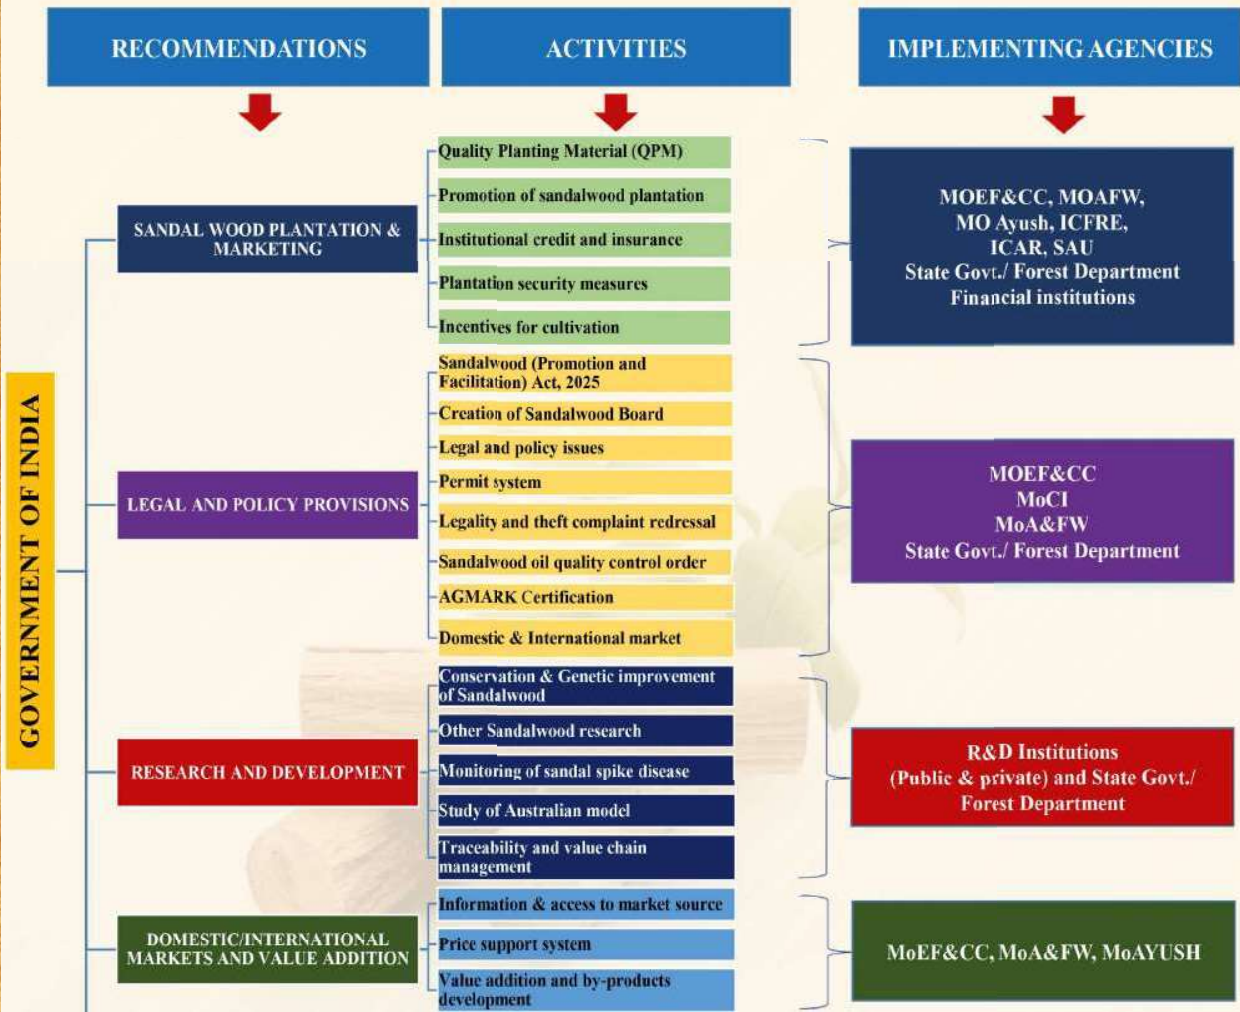 RECOMMENDATIONS
ACTIVITIES
IMPLEMENTING AGENCIES
GOVERNMENT OF INDIA
SANDAL WOOD PLANTATION &
MARKETING
Quality Planting Material (QPM)
Promotion of sandalwood plantation
Institutional credit and insurance
Plantation security measures
Incentives for cultivation
MOEF&CC, MOAFW,
MO Ayush, ICFRE,
ICAR, SAU
State Govt./ Forest Department
Financial institutions
LEGAL AND POLICY PROVISIONS
Sandalwood (Promotion and
Facilitation) Act, 2025
Creation of Sandalwood Board
Legal and policy issues
Permit system
Legality and theft complaint redressal
Sandalwood oil quality control order
AGMARK Certification
Domestic & International market
MOEF&CC
MoCI
MoA&FW
State Govt./ Forest Department
RESEARCH AND DEVELOPMENT
Conservation & Genetic improvement
of Sandalwood
Other Sandalwood research
Monitoring of sandal spike disease
Study of Australian model
Traceability and value chain
management
R&D Institutions
(Public & private) and State Govt./
Forest Department
DOMESTIC/INTERNATIONAL
MARKETS AND VALUE ADDITION
Information & access to market source
Price support system
Value addition and by-products
development
MoEF&CC, MoA&FW, MoAYUSH